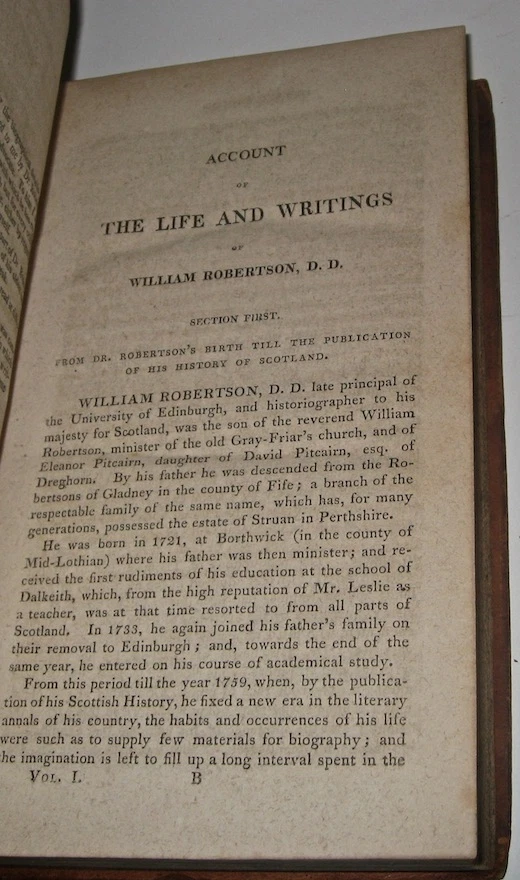 ACCOUNT
OF
THE LIFE AND WRITINGS
OF
WILLIAM ROBERTSON, D. D.
SECTION FIRST.
FROM DR. ROBERTSON'S BIRTH TILL THE PUBLICATION
OF HIS HISTORY OF SCOTLAND.
WILLIAM ROBERTSON, D. D. late principal of
the University of Edinburgh, and historiographer to his
majesty for Scotland, was the son of the reverend William
Robertson, minister of the old Gray-Friar's church, and of
Eleanor Pitcairn, daughter of David Pitcairn, esq. of
Dreghorn. By his father he was descended from the Ro-
bertsons of Gladney in the county of Fife; a branch of the
respectable family of the same name, which has, for many
generations, possessed the estate of Struan in Perthshire.
He was born in 1721, at Borthwick (in the county of
Mid-Lothian) where his father was then minister; and re-
ceived the first rudiments of his education at the school of
Dalkeith, which, from the high reputation of Mr. Leslie as
a teacher, was at that time resorted to from all parts of
Scotland. In 1733, he again joined his father's family on
their removal to Edinburgh; and, towards the end of the
same year, he entered on his course of academical study.
From this period till the year 1759, when, by the publica-
tion of his Scottish History, he fixed a new era in the literary
annals of his country, the habits and occurrences of his life
were such as to supply few materials for biography; and
the imagination is left to fill up a long interval spent in the
VOL. I. B